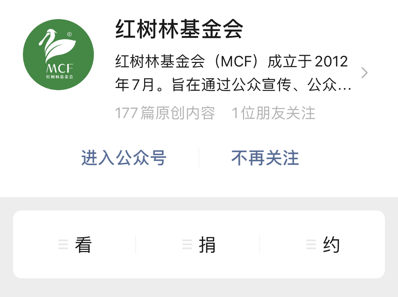 MCF
红树林基金会
红树林基金会
红树林基金会（MCF）成立于2012
年7月。旨在通过公众宣传、公众...
177篇原创内容 1位朋友关注
进入公众号 不再关注
看 捐 约